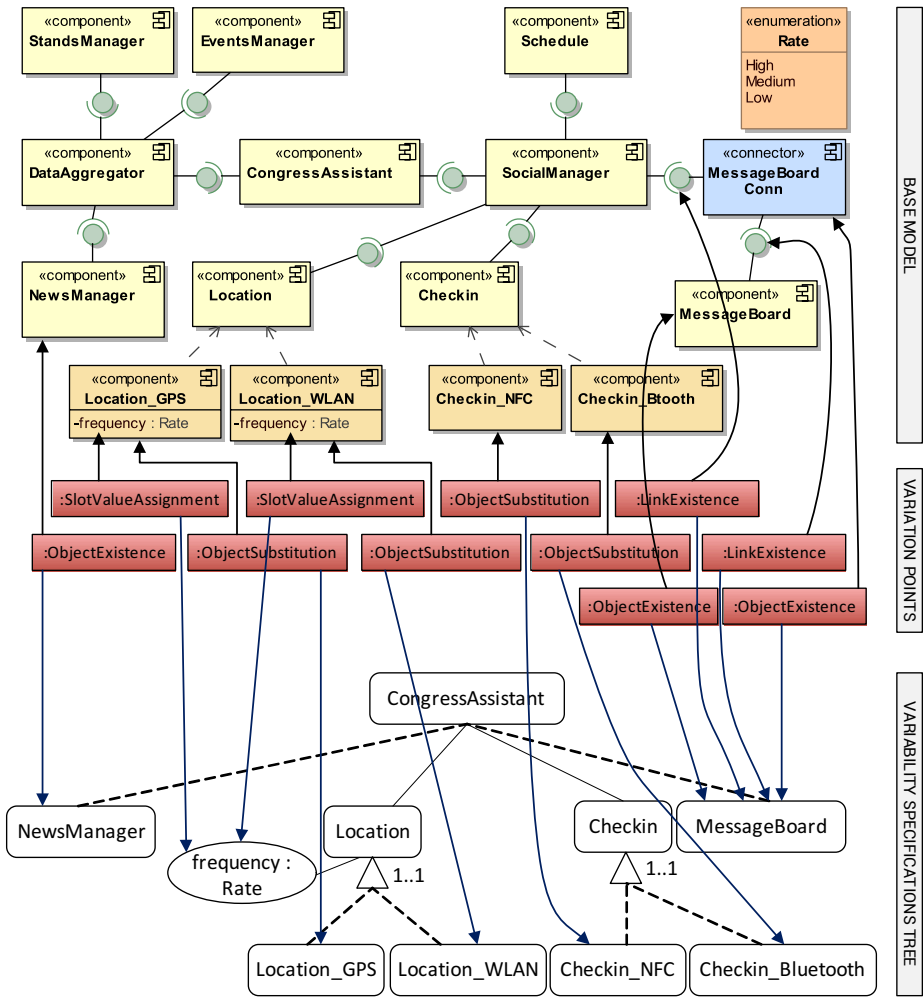 «component»
StandsManager
«component»
EventsManager
«component»
Schedule
«enumeration»
Rate
High
Medium
Low
«component»
DataAggregator
«component»
CongressAssistant
«component»
SocialManager
«connector»
MessageBoard
Conn
«component»
NewsManager
«component»
Location
«component»
Checkin
«component»
MessageBoard
«component»
Location_GPS
-frequency : Rate
«component»
Location_WLAN
-frequency : Rate
«component»
Checkin_NFC
«component»
Checkin_Btooth
BASE MODEL
:SlotValueAssignment
:SlotValueAssignment
:ObjectSubstitution
:LinkExistence
:ObjectExistence
:ObjectSubstitution
:ObjectSubstitution
:ObjectSubstitution
:LinkExistence
:ObjectExistence
:ObjectExistence
VARIATION POINTS
CongressAssistant
NewsManager
Location
Checkin
MessageBoard
frequency :
Rate
1..1
1..1
Location_GPS
Location_WLAN
Checkin_NFC
Checkin_Bluetooth
VARIABILITY SPECIFICATIONS TREE